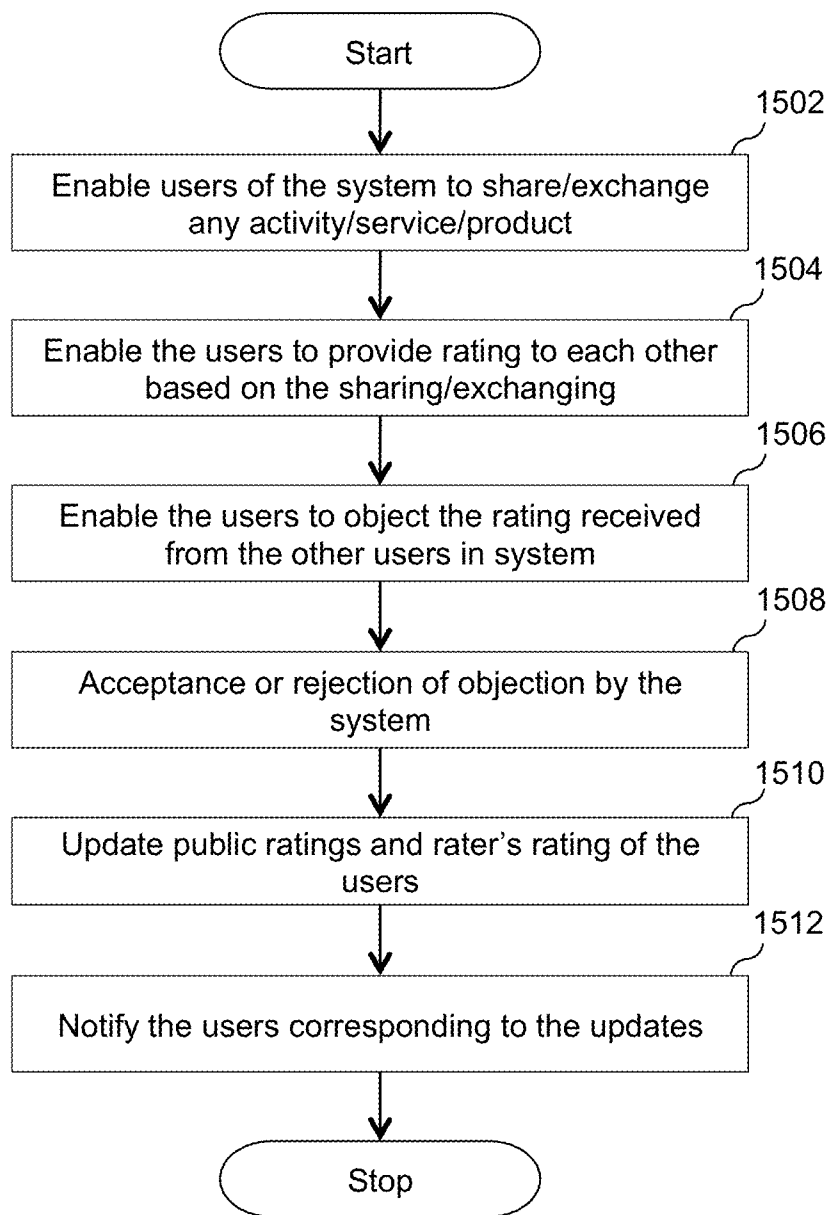 Start
1502
Enable users of the system to share/exchange
any activity/service/product
1504
Enable the users to provide rating to each other
based on the sharing/exchanging
1506
Enable the users to object the rating received
from the other users in system
1508
Acceptance or rejection of objection by the
system
1510
Update public ratings and rater's rating of the
users
1512
Notify the users corresponding to the updates
Stop